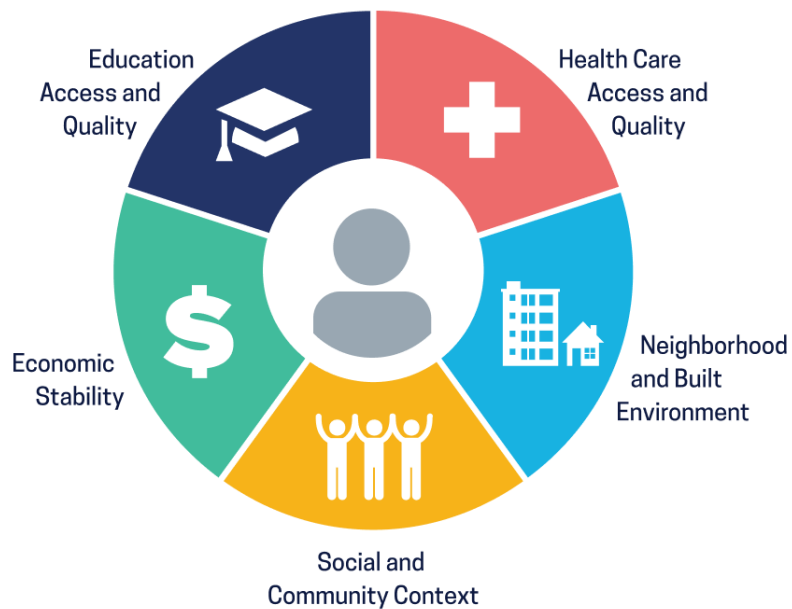 Education
Access and
Quality
Health Care
Access and
Quality
Economic
Stability
Neighborhood
and Built
Environment
Social and
Community Context